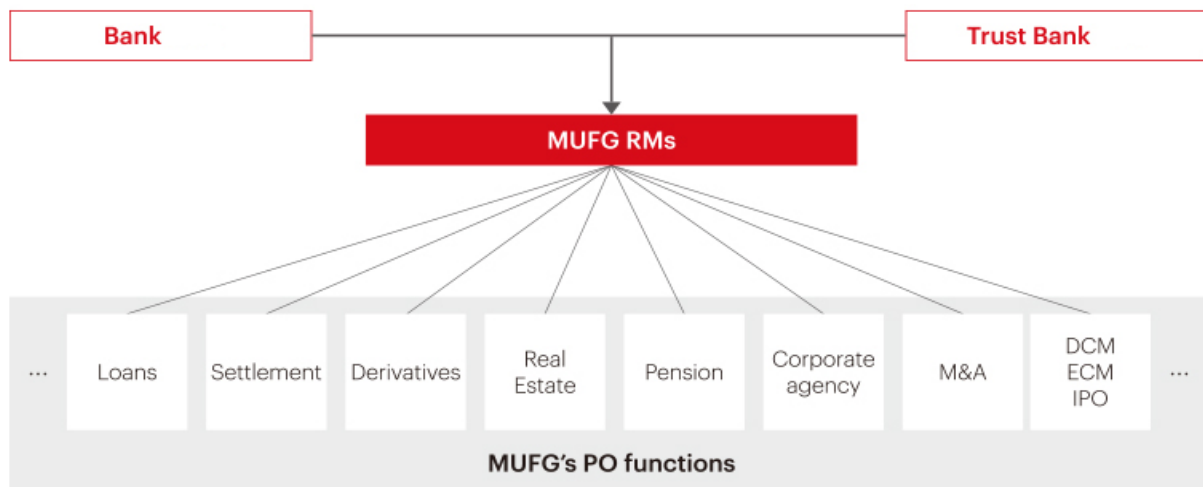 Bank
Trust Bank
MUFG RMs
...
Loans
Settlement
Derivatives
Real
Estate
Pension
Corporate
agency
M&A
DCM
ECM
IPO
...
MUFG's PO functions